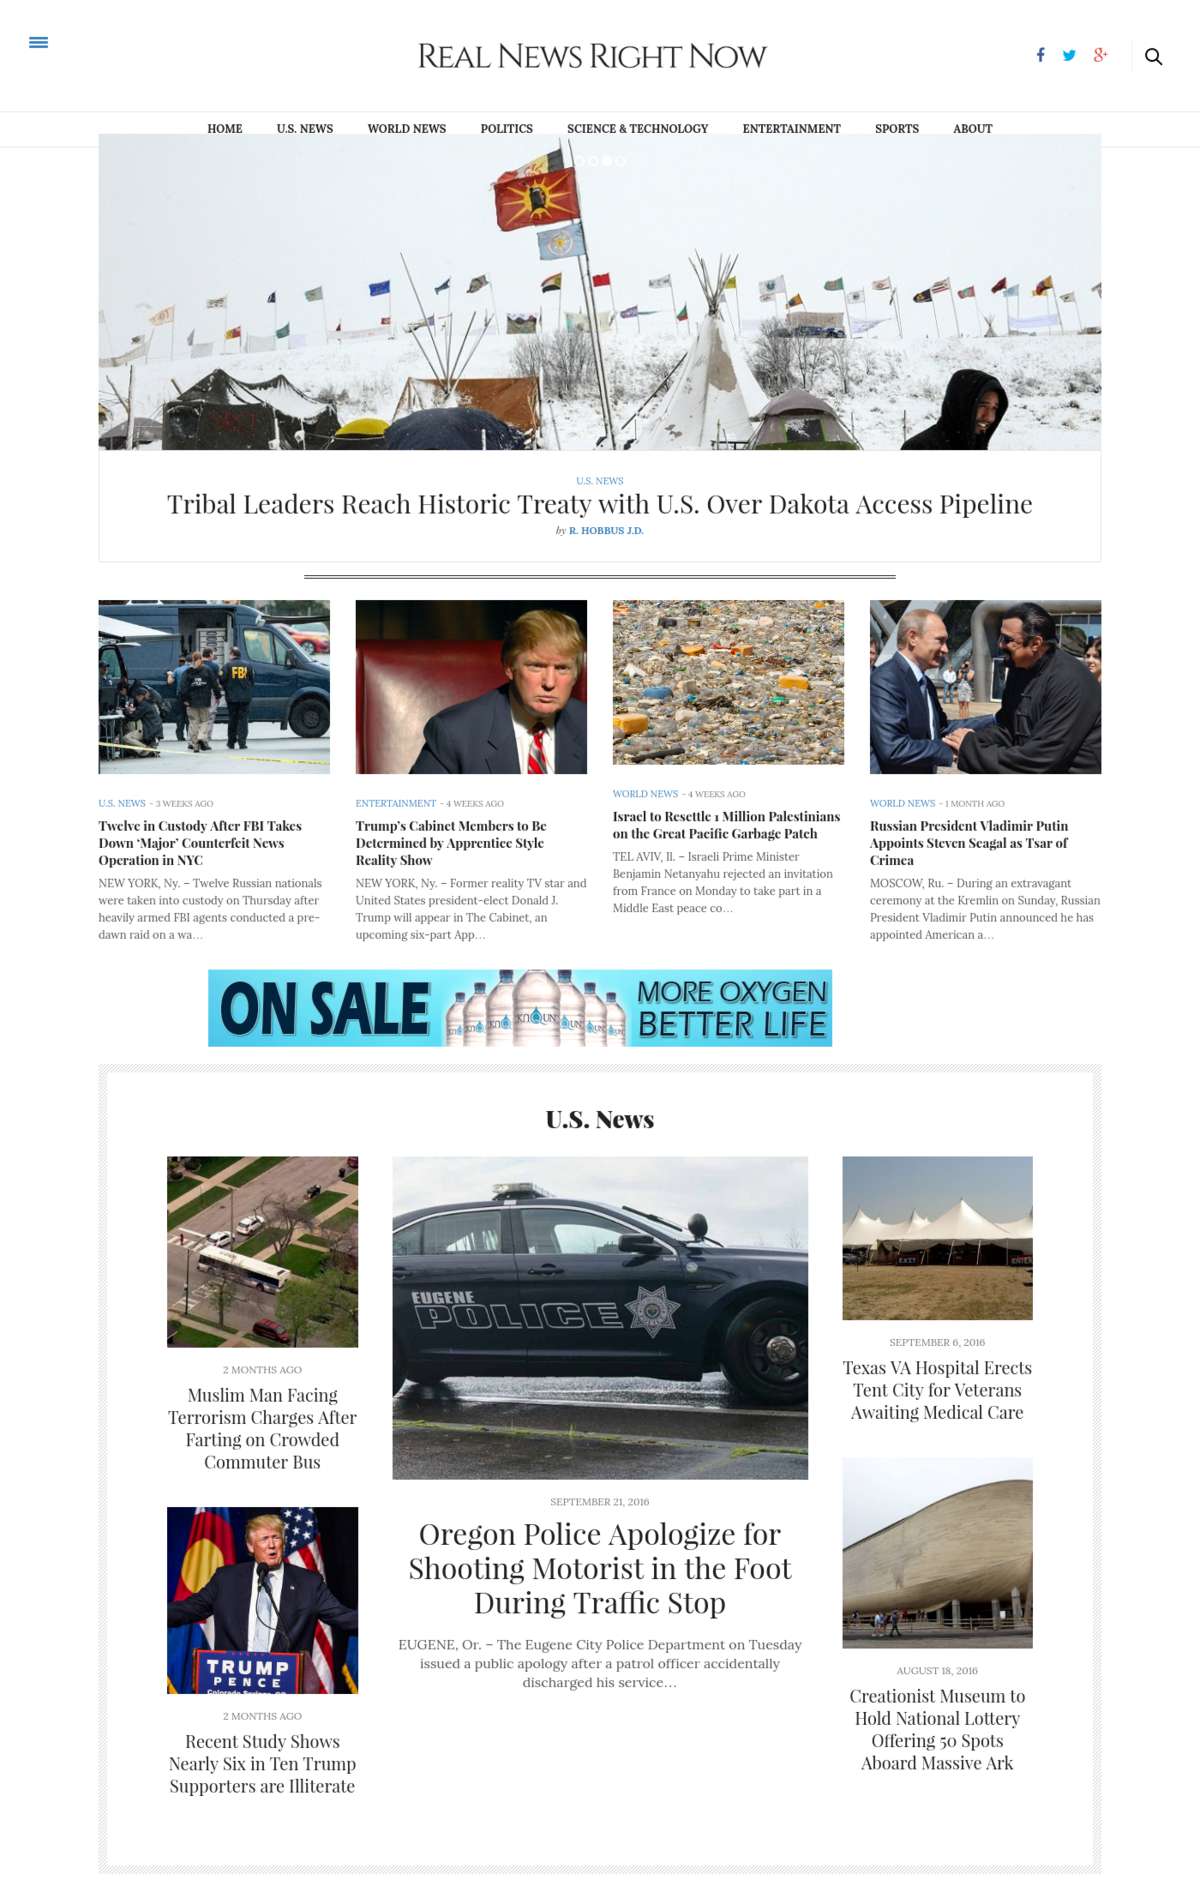 REAL NEWS RIGHT NOW
HOME U.S. NEWS WORLD NEWS POLITICS SCIENCE & TECHNOLOGY ENTERTAINMENT SPORTS ABOUT
U.S. NEWS
Tribal Leaders Reach Historic Treaty with U.S. Over Dakota Access Pipeline
by R. HOBBUS J.D.
FBI
U.S. NEWS - 3 WEEKS AGO
Twelve in Custody After FBI Takes
Down ‘Major’ Counterfeit News
Operation in NYC
NEW YORK, Ny. – Twelve Russian nationals
were taken into custody on Thursday after
heavily armed FBI agents conducted a pre-
dawn raid on a wa…
ENTERTAINMENT - 4 WEEKS AGO
Trump’s Cabinet Members to Be
Determined by Apprentice Style
Reality Show
NEW YORK, Ny. – Former reality TV star and
United States president-elect Donald J.
Trump will appear in The Cabinet, an
upcoming six-part App…
WORLD NEWS - 4 WEEKS AGO
Israel to Resettle 1 Million Palestinians
on the Great Pacific Garbage Patch
TEL AVIV, Il. – Israeli Prime Minister
Benjamin Netanyahu rejected an invitation
from France on Monday to take part in a
Middle East peace co…
WORLD NEWS - 1 MONTH AGO
Russian President Vladimir Putin
Appoints Steven Seagal as Tsar of
Crimea
MOSCOW, Ru. – During an extravagant
ceremony at the Kremlin on Sunday, Russian
President Vladimir Putin announced he has
appointed American a…
ON SALE
MORE OXYGEN
BETTER LIFE
U.S. News
2 MONTHS AGO
Muslim Man Facing
Terrorism Charges After
Farting on Crowded
Commuter Bus
TRUMP
PENCE
2 MONTHS AGO
Recent Study Shows
Nearly Six in Ten Trump
Supporters are Illiterate
EUGENE
POLICE
SEPTEMBER 21, 2016
Oregon Police Apologize for
Shooting Motorist in the Foot
During Traffic Stop
EUGENE, Or. – The Eugene City Police Department on Tuesday
issued a public apology after a patrol officer accidentally
discharged his service…
EXIT
ENTER
SEPTEMBER 6, 2016
Texas VA Hospital Erects
Tent City for Veterans
Awaiting Medical Care
AUGUST 18, 2016
Creationist Museum to
Hold National Lottery
Offering 50 Spots
Aboard Massive Ark